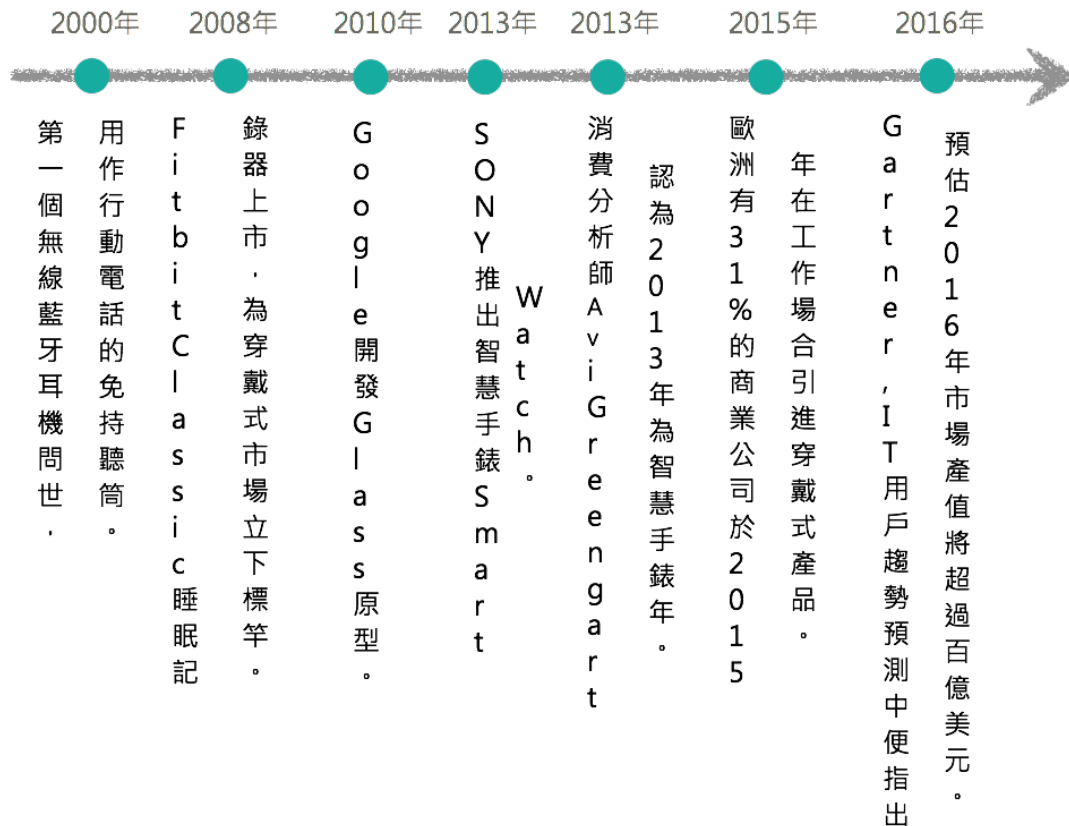 2000年
2008年
2010年
2013年
2013年
2015年
2016年
第一個無線藍牙耳機問世，
用作行動電話的免持聽筒。
FitbitClassic睡眠記
錄器上市，為穿戴式市場立下標竿。
Google開發Glass原型。
SONY推出智慧手錶Smart
Watch。
消費分析師AviGreengart
認為2013年為智慧手錶年。
歐洲有31%的商業公司於2015
年在工作場合引進穿戴式產品。
Gartner,IT用戶趨勢預測中便指出
預估2016年市場產值將超過百億美元。